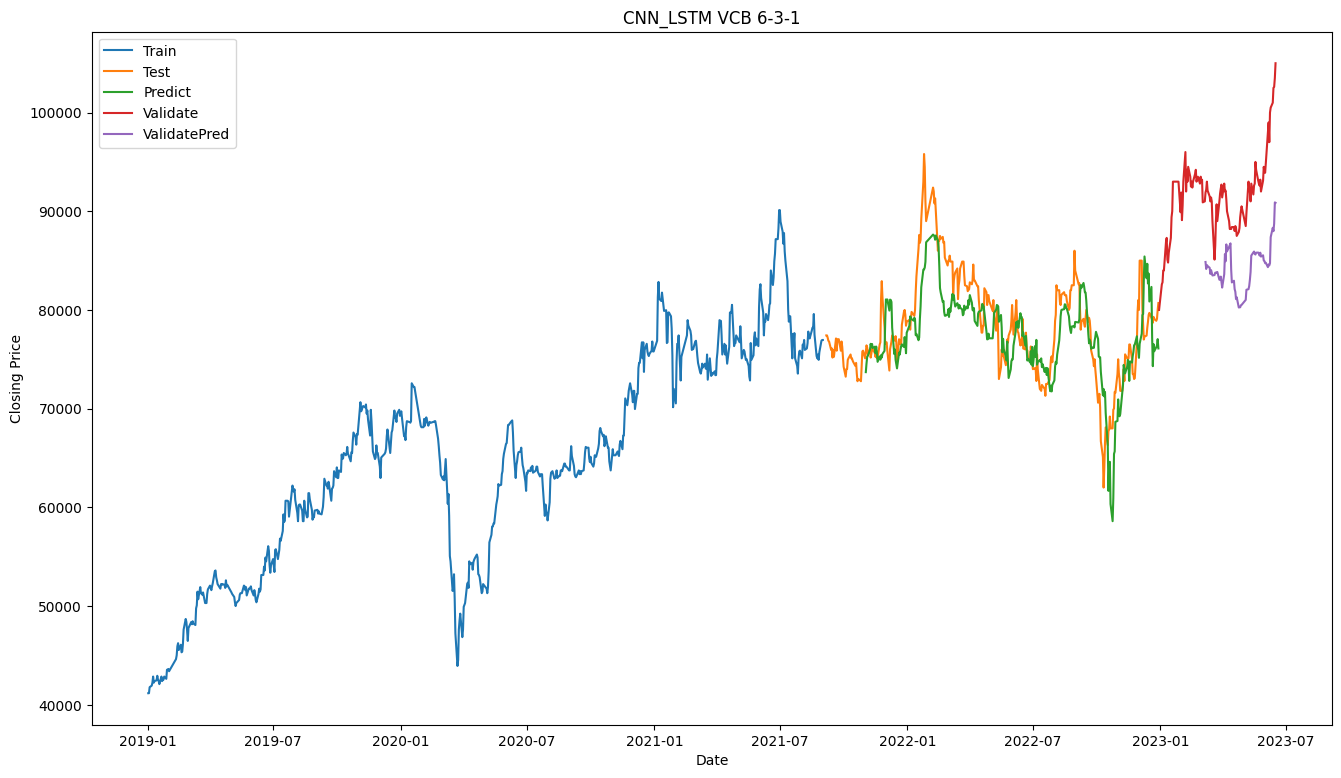 CNN_LSTM VCB 6-3-1
Train
Test
Predict
Validate
ValidatePred
Closing Price
100000
90000
80000
70000
60000
50000
40000
2019-01 2019-07 2020-01 2020-07 2021-01 2021-07 2022-01 2022-07 2023-01 2023-07
Date